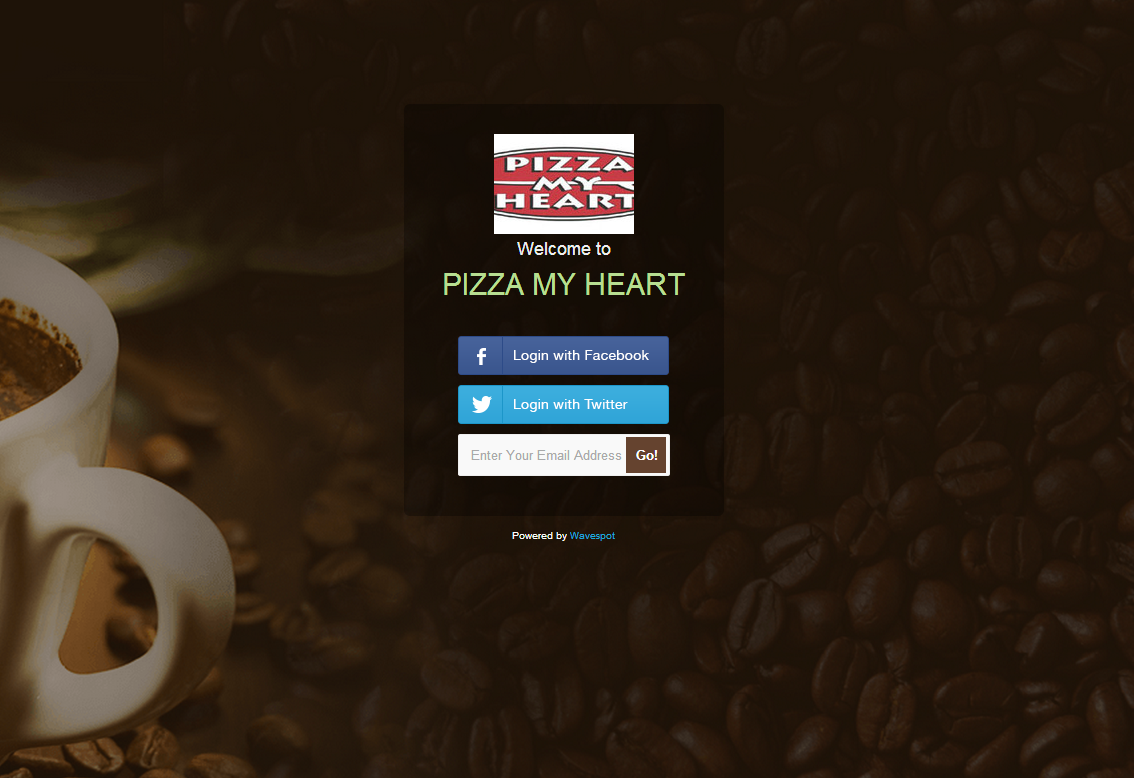 PIZZA
MY
HEART
Welcome to
PIZZA MY HEART
Login with Facebook
Login with Twitter
Enter Your Email Address Go!
Powered by Wavespot